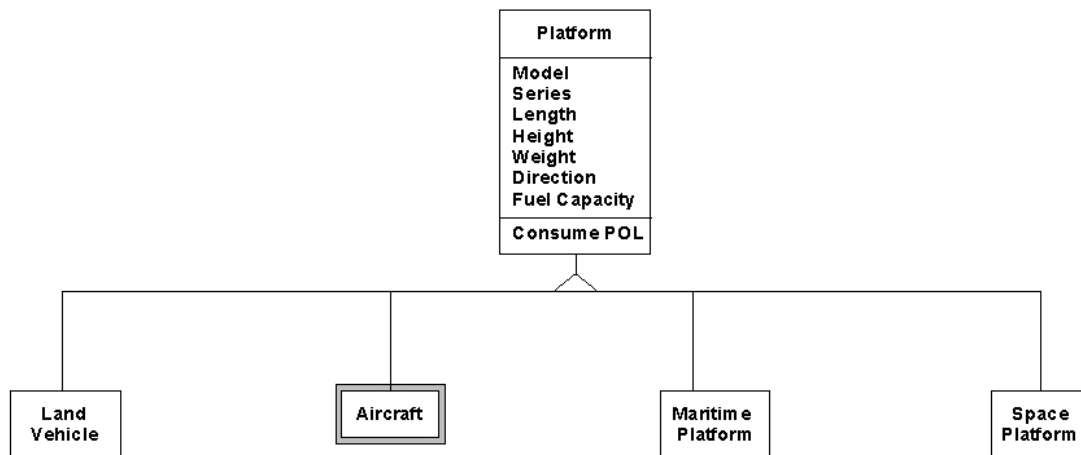 Platform
Model
Series
Length
Height
Weight
Direction
Fuel Capacity
Consume POL
Land
Vehicle
Aircraft
Maritime
Platform
Space
Platform